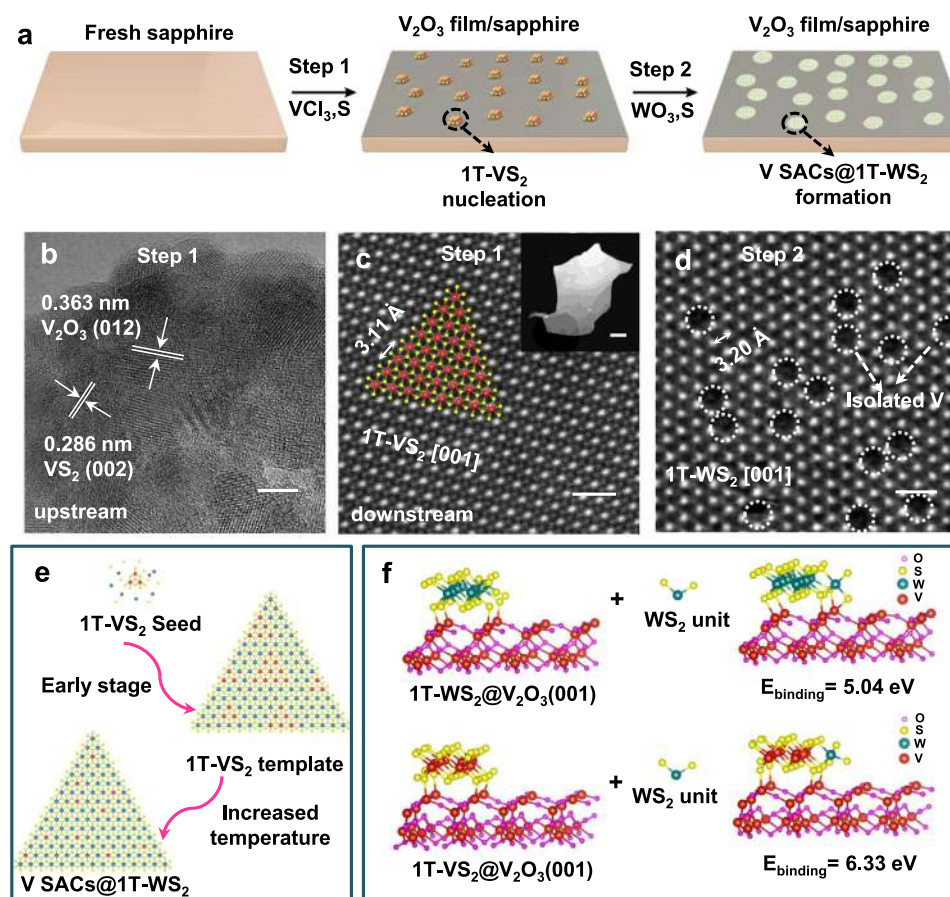 a
Fresh sapphire
V₂O₃ film/sapphire
V₂O₃ film/sapphire
Step 1
VCl₃,S
Step 2
WO₃,S
1T-VS₂
nucleation
V SACs@1T-WS₂
formation
b
Step 1
0.363 nm
V₂O₃ (012)
0.286 nm
VS₂ (002)
upstream
c
Step 1
3.11 Å
1T-VS₂ [001]
downstream
d
Step 2
3.20 Å
Isolated V
1T-WS₂ [001]
e
1T-VS₂ Seed
Early stage
1T-VS₂ template
Increased
temperature
V SACs@1T-WS₂
f
+
WS₂ unit
O
S
W
V
1T-WS₂@V₂O₃(001)
E_binding= 5.04 eV
+
WS₂ unit
O
S
W
V
1T-VS₂@V₂O₃(001)
E_binding= 6.33 eV